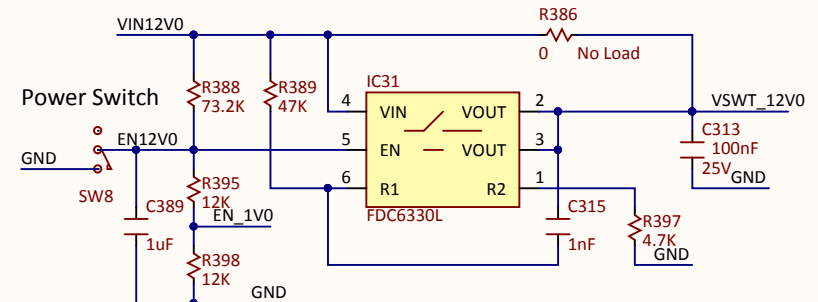 R386
VIN12V0
0 No Load
R388
73.2K
R389
47K
IC31
Power Switch
4 VIN VOUT 2
VSWT_12V0
EN12V0
5 EN VOUT 3
C313
100nF
25V
GND
GND
6 R1 R2 1
SW8
R395
12K
C389
1uF
EN_1V0
FDC6330L
C315
1nF
R397
4.7K
GND
R398
12K
GND